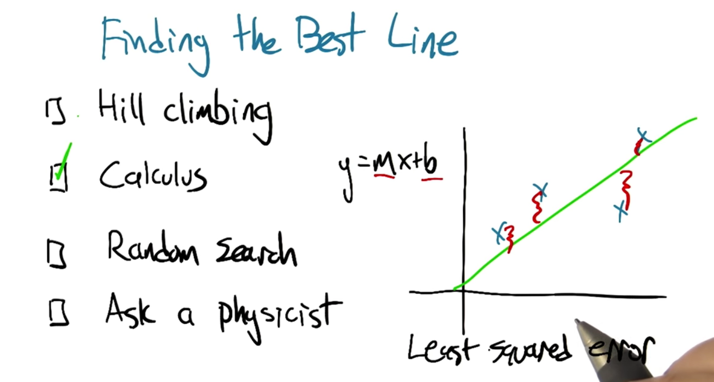 Finding the Best Line
Hill climbing
Calculus
Random search
Ask a physicist
y=mx+b
x
x
x
x
Least squared error